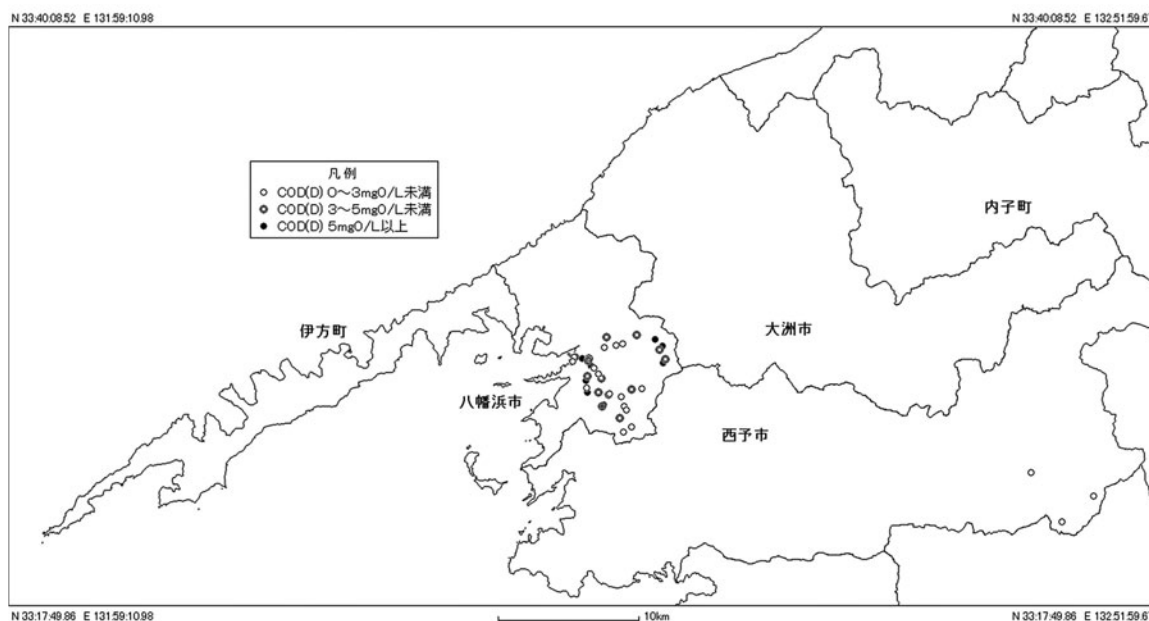 N 33:40:08.52 E 131:59:10.98
N 33:40:08.52 E 132:51:59.67
凡例
○ COD(D) 0～3mgO/L未満
◎ COD(D) 3～5mgO/L未満
● COD(D) 5mgO/L以上
内子町
伊方町
大洲市
八幡浜市
西予市
N 33:17:49.86 E 131:59:10.98
10km
N 33:17:49.86 E 132:51:59.67